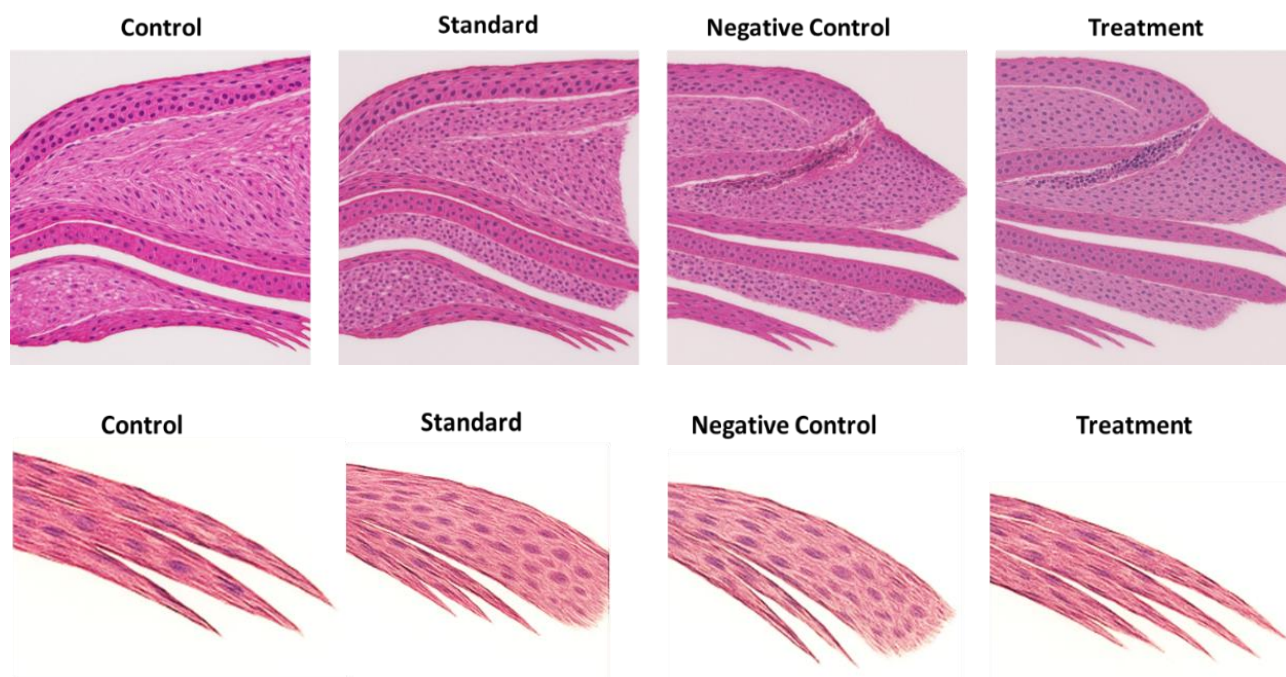 Control
Standard
Negative Control
Treatment
Control
Standard
Negative Control
Treatment